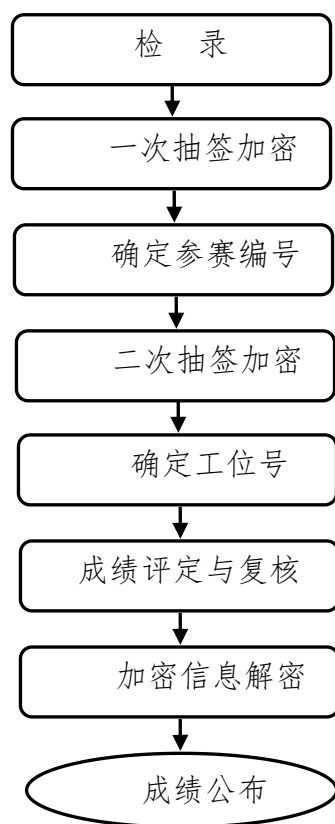 检 录
一次抽签加密
确定参赛编号
二次抽签加密
确定工位号
成绩评定与复核
加密信息解密
成绩公布